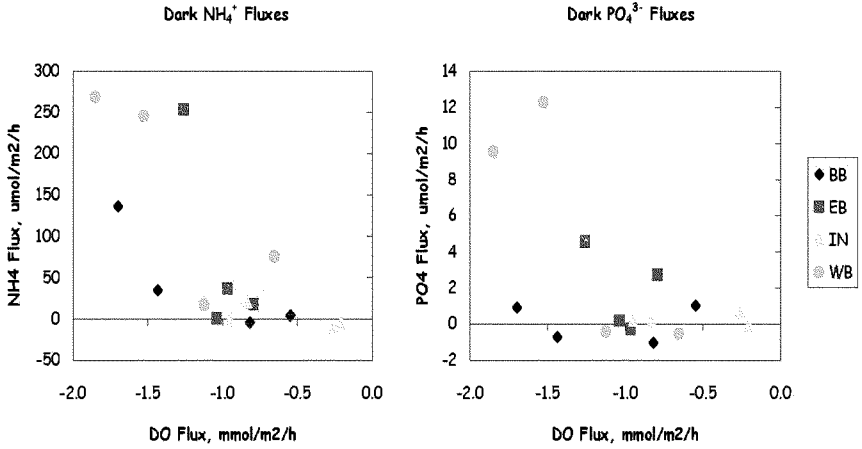 Dark NH₄⁺ Fluxes
Dark PO₄³⁻ Fluxes
NH4 Flux, umol/m2/h
300
250
200
150
100
50
0
-50
-2.0 -1.5 -1.0 -0.5 0.0
DO Flux, mmol/m2/h
PO4 Flux, umol/m2/h
14
12
10
8
6
4
2
0
-2
-2.0 -1.5 -1.0 -0.5 0.0
DO Flux, mmol/m2/h
BB
EB
IN
WB